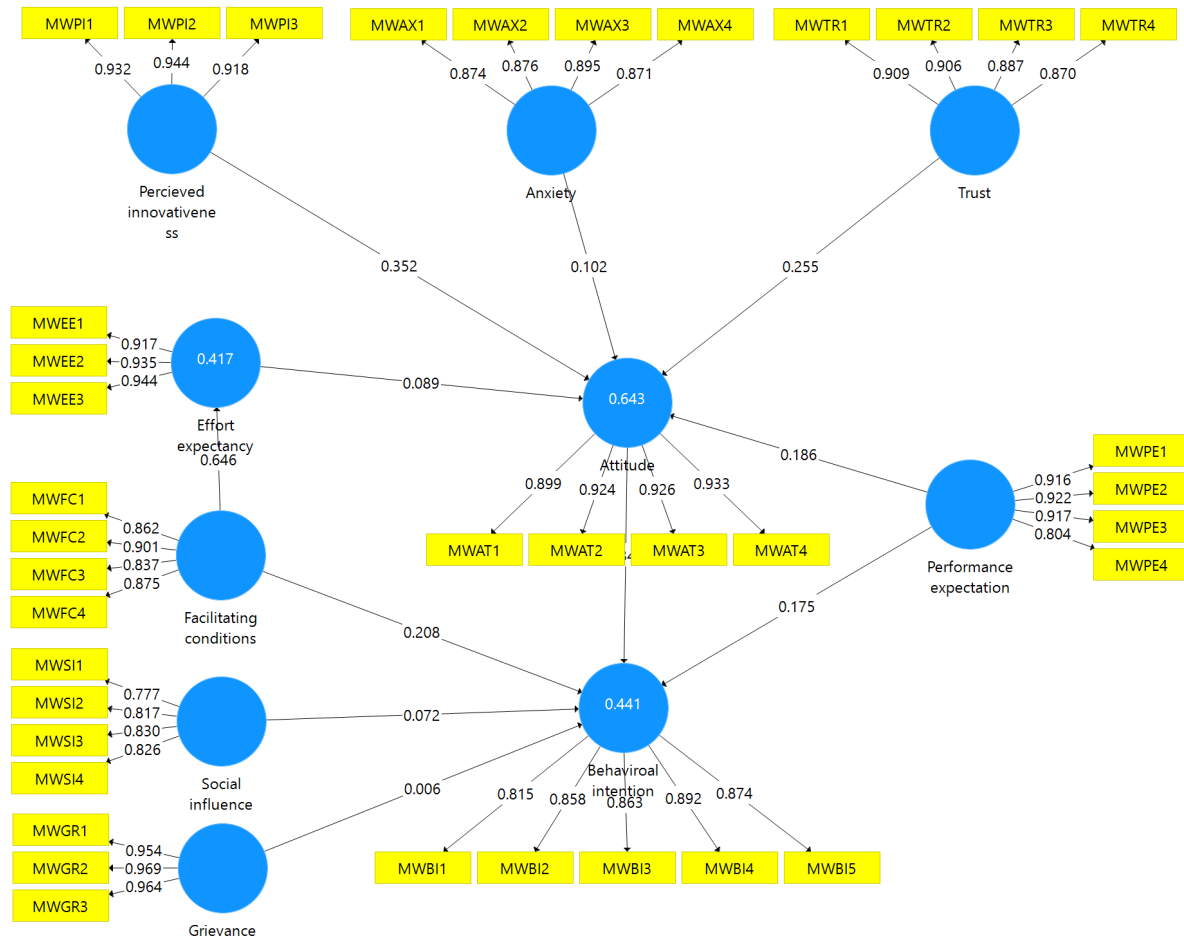 MWPI1 MWPI2 MWPI3 MWAX1 MWAX2 MWAX3 MWAX4 MWTR1 MWTR2 MWTR3 MWTR4
0.932 0.944 0.918 0.874 0.876 0.895 0.871 0.909 0.906 0.887 0.870
Percieved
innovativene
ss
Anxiety
Trust
0.352 0.102 0.255
MWEE1
MWEE2
MWEE3
0.917
0.935
0.944
0.417
Effort
expectancy
0.089
0.643
Attitude
0.646
0.186
0.899 0.924 0.926 0.933
MWAT1 MWAT2 MWAT3 MWAT4
MWPE1
MWPE2
MWPE3
MWPE4
0.916
0.922
0.917
0.804
Performance
expectation
MWFC1
MWFC2
MWFC3
MWFC4
0.862
0.901
0.837
0.875
Facilitating
conditions
0.208
0.175
MWSI1
MWSI2
MWSI3
MWSI4
0.777
0.817
0.830
0.826
Social
influence
0.072
0.441
Behaviroal
intention
MWGR1
MWGR2
MWGR3
0.954
0.969
0.964
Grievance
0.006
0.815 0.858 0.863 0.892 0.874
MWBI1 MWBI2 MWBI3 MWBI4 MWBI5